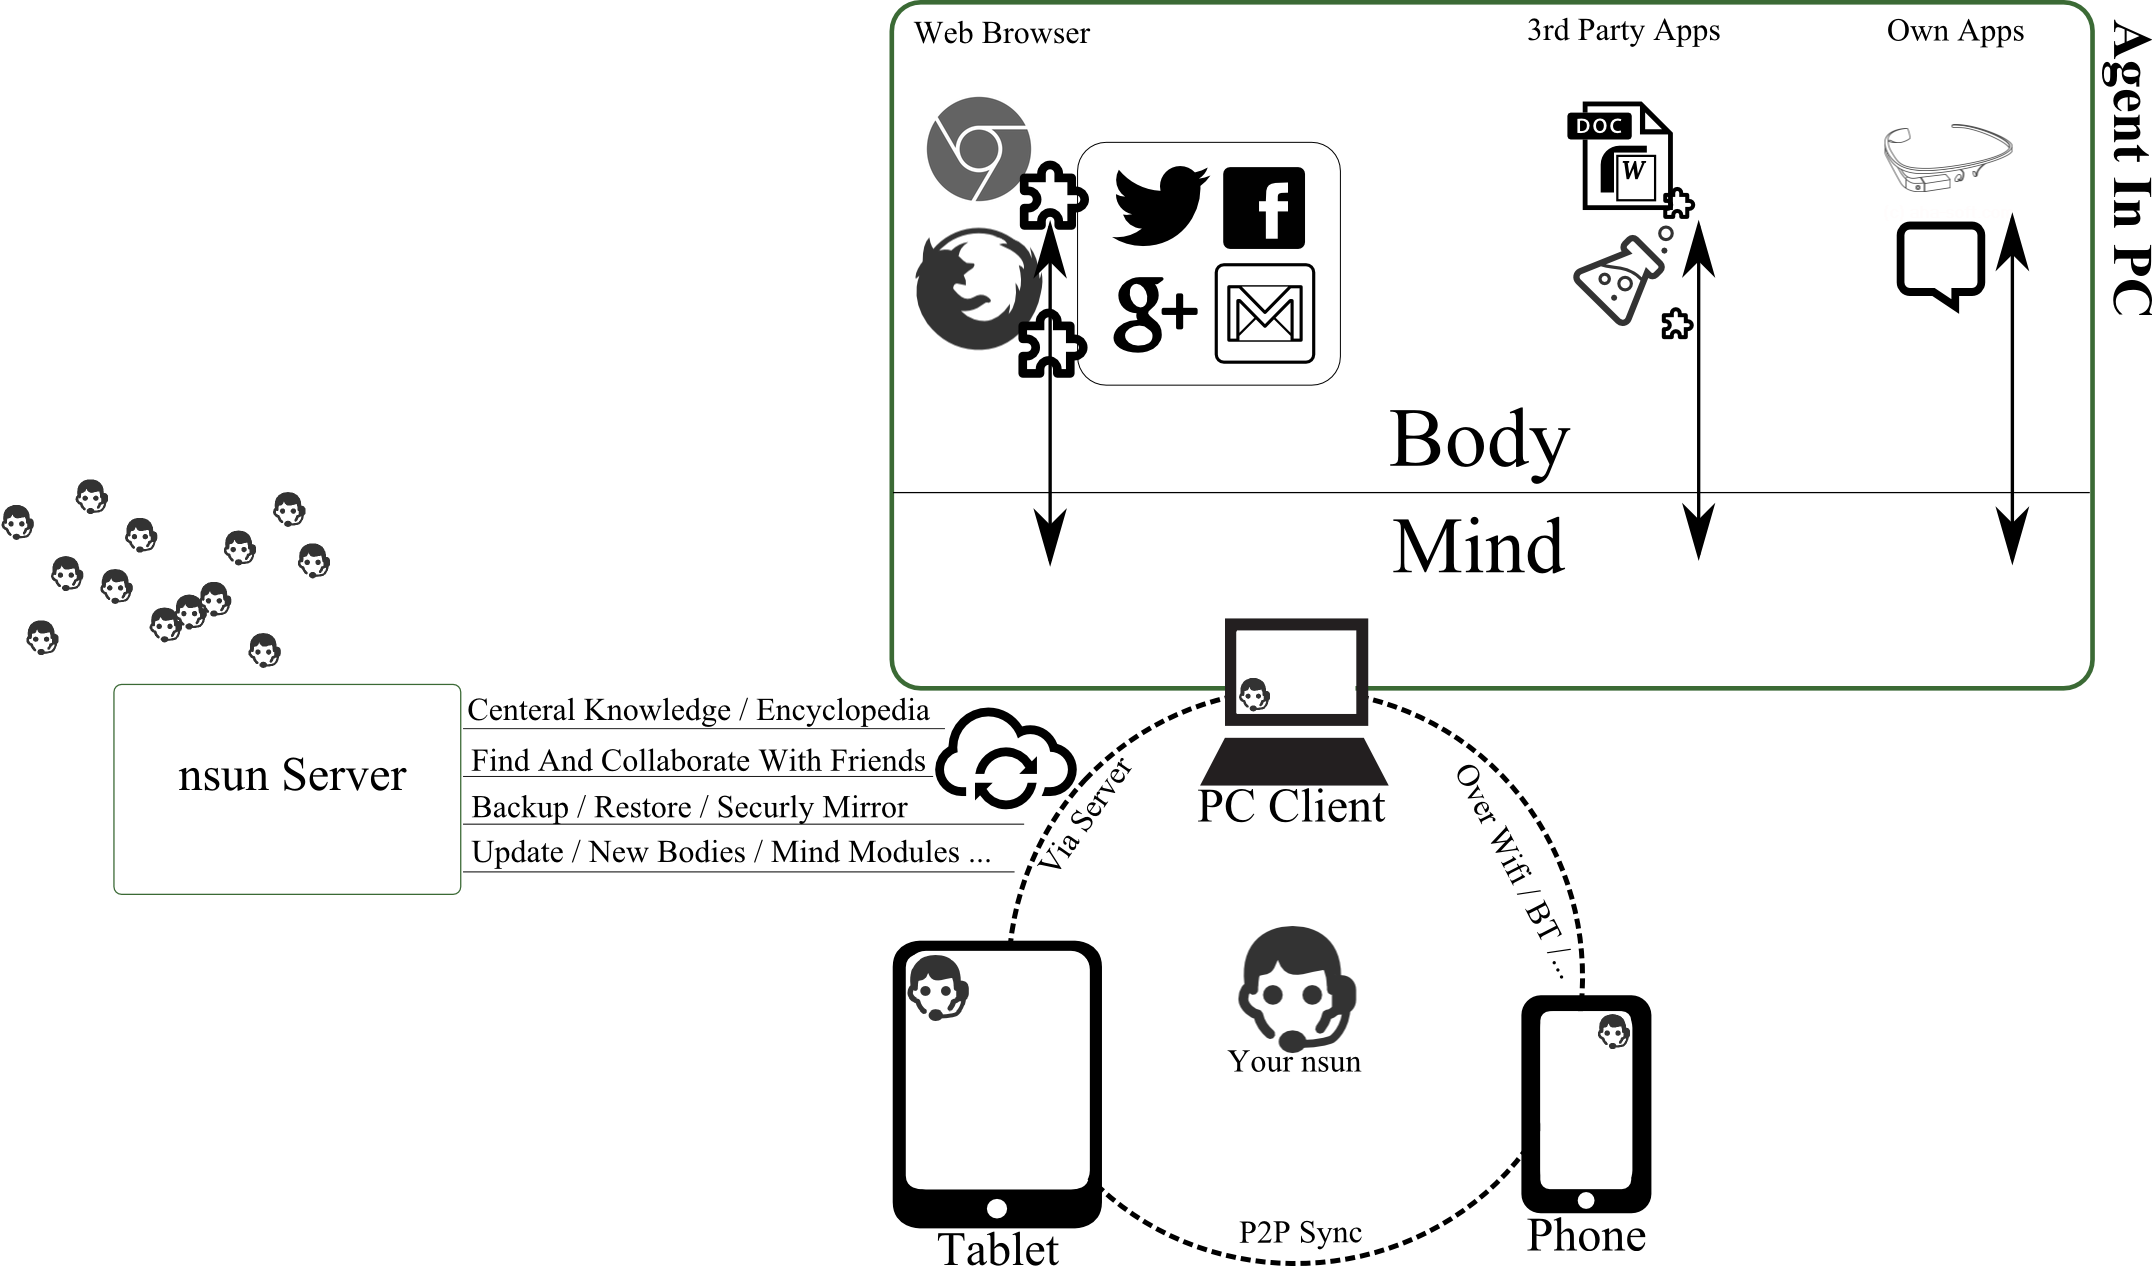 Web Browser
3rd Party Apps
Own Apps
Agent In PC
DOC
W
f
g+
M
Body
Mind
nsun Server
Centeral Knowledge / Encyclopedia
Find And Collaborate With Friends
Backup / Restore / Securly Mirror
Update / New Bodies / Mind Modules ...
Via Server
PC Client
Over Wifi / BT /...
Your nsun
P2P Sync
Tablet
Phone